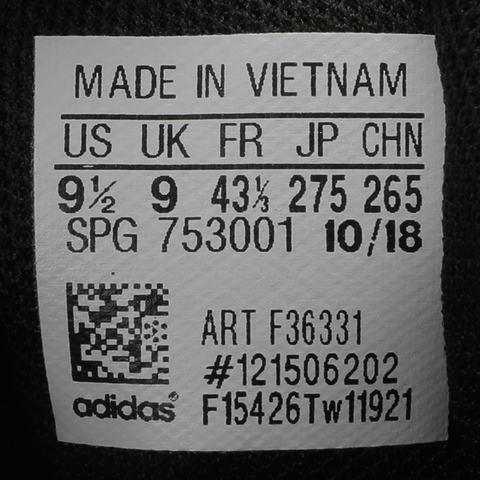 MADE IN VIETNAM
US UK FR JP CHN
9½ 9 43⅓ 275 265
SPG 753001 10/18
ART F36331
#121506202
adidas® F15426Tw11921